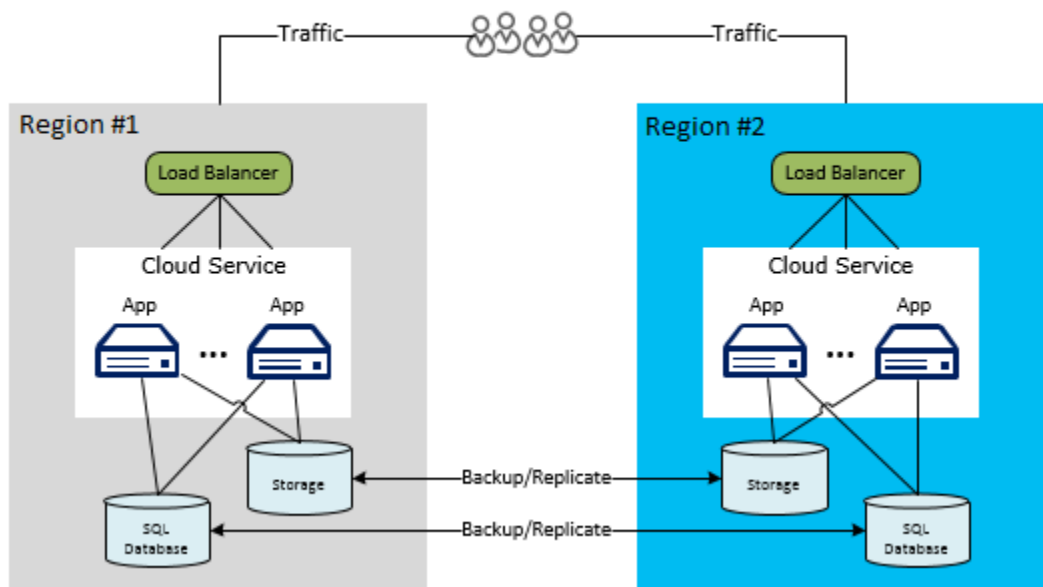 Traffic
Traffic
Region #1
Region #2
Load Balancer
Load Balancer
Cloud Service
Cloud Service
App
App
App
App
...
...
Storage
Backup/Replicate
Storage
SQL
Database
Backup/Replicate
SQL
Database